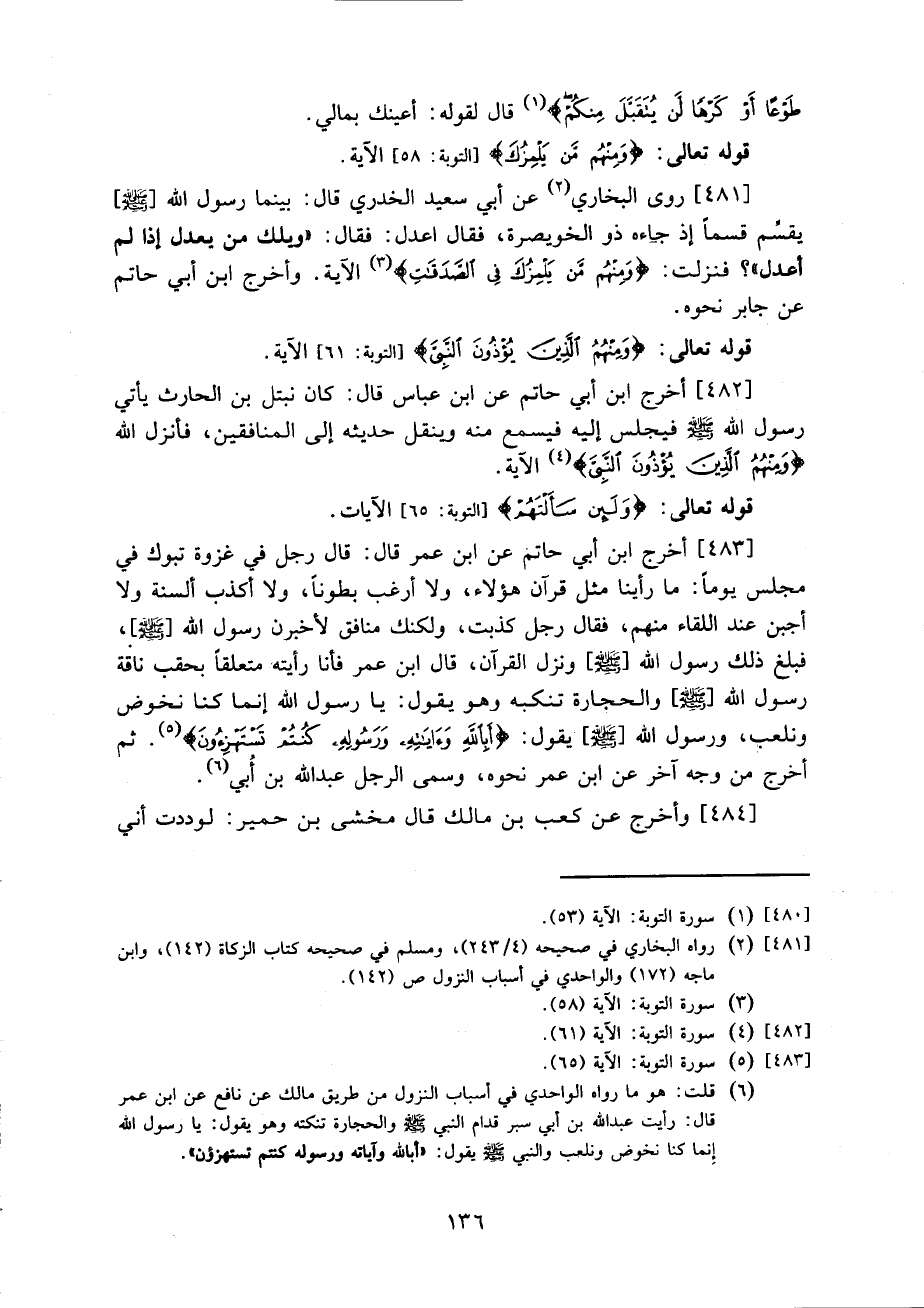 طَوْعًا أَوْ كَرْهًا لَّن يُتَقَبَّلَ مِنكُمْ﴾(١) قال لقوله: أعينك بمالي.
قوله تعالى: ﴿وَمِنْهُم مَّن يَلْمِزُكَ﴾ [التوبة: ٥٨] الآية.
[٤٨١] روى البخاري(٢) عن أبي سعيد الخدري قال: بينما رسول الله [ﷺ]
يقسِّم قسماً إذ جاءه ذو الخويصرة، فقال اعدل: فقال: «ويلك من يعدل إذا لم
أعدل»؟ فنزلت: ﴿وَمِنْهُم مَّن يَلْمِزُكَ فِي ٱلصَّدَقَٰتِ﴾(٣) الآية. وأخرج ابن أبي حاتم
عن جابر نحوه.
قوله تعالى: ﴿وَمِنْهُمُ ٱلَّذِينَ يُؤْذُونَ ٱلنَّبِيَّ﴾ [التوبة: ٦١] الآية.
[٤٨٢] أخرج ابن أبي حاتم عن ابن عباس قال: كان نبتل بن الحارث يأتي
رسول الله ﷺ فيجلس إليه فيسمع منه وينقل حديثه إلى المنافقين، فأنزل الله
﴿وَمِنْهُمُ ٱلَّذِينَ يُؤْذُونَ ٱلنَّبِيَّ﴾(٤) الآية.
قوله تعالى: ﴿وَلَئِن سَأَلْتَهُمْ﴾ [التوبة: ٦٥] الآيات.
[٤٨٣] أخرج ابن أبي حاتم عن ابن عمر قال: قال رجل في غزوة تبوك في
مجلس يوماً: ما رأينا مثل قرآن هؤلاء، ولا أرغب بطوناً، ولا أكذب ألسنة ولا
أجبن عند اللقاء منهم، فقال رجل كذبت، ولكنك منافق لأخبرن رسول الله [ﷺ]،
فبلغ ذلك رسول الله [ﷺ] ونزل القرآن، قال ابن عمر فأنا رأيته متعلقاً بحقب ناقة
رسول الله [ﷺ] والحجارة تنكبه وهو يقول: يا رسول الله إنما كنا نخوض
ونلعب، ورسول الله [ﷺ] يقول: ﴿أَبِٱللَّهِ وَءَايَٰتِهِۦ وَرَسُولِهِۦ كُنتُمْ تَسْتَهْزِءُونَ﴾(٥). ثم
أخرج من وجه آخر عن ابن عمر نحوه، وسمى الرجل عبدالله بن أُبي(٦).
[٤٨٤] وأخرج عن كعب بن مالك قال مخشى بن حمير: لوددت أني
[٤٨٠] (١) سورة التوبة: الآية (٥٣).
[٤٨١] (٢) رواه البخاري في صحيحه (٢٤٣/٤)، ومسلم في صحيحه كتاب الزكاة (١٤٢)، وابن
ماجه (١٧٢) والواحدي في أسباب النزول ص (١٤٢).
(٣) سورة التوبة: الآية (٥٨).
[٤٨٢] (٤) سورة التوبة: الآية (٦١).
[٤٨٣] (٥) سورة التوبة: الآية (٦٥).
(٦) قلت: هو ما رواه الواحدي في أسباب النزول من طريق مالك عن نافع عن ابن عمر
قال: رأيت عبدالله بن أبي سبر قدام النبي ﷺ والحجارة تنكته وهو يقول: يا رسول الله
إنما كنا نخوض ونلعب والنبي ﷺ يقول: «أبالله وآياته ورسوله كنتم تستهزؤن».
١٣٦